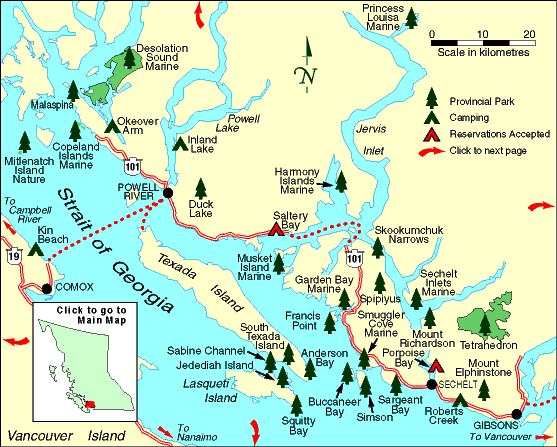 Princess
Louisa
Marine
0 10 20
Scale in kilometres
N
Provincial Park
Camping
Reservations Accepted
Click to next page
Desolation
Sound
Marine
Malaspina
Okeover
Arm
Copeland
Islands
Marine
Mitlenatch
Island
Nature
Inland
Lake
Powell
Lake
Jervis
Inlet
101
POWELL
RIVER
Duck
Lake
Harmony
Islands
Marine
Saltery
Bay
To
Campbell
River
Kin
Beach
19
COMOX
Strait of Georgia
Texada
Island
Musket
Island
Marine
101
Skookumchuk
Narrows
Garden Bay
Marine
Spipiyus
Sechelt
Inlets
Marine
Francis
Point
Smuggler
Cove
Marine
Mount
Richardson
Tetrahedron
Porpoise
Bay
Mount
Elphinstone
South
Texada
Island
Sabine Channel
Jedediah Island
Lasqueti
Island
Anderson
Bay
Squitty
Bay
Buccaneer
Bay
Simson
Sargeant
Bay
SECHELT
Roberts
Creek
GIBSONS
To Vancouver
Click to go to
Main Map
Vancouver Island
To
Nanaimo